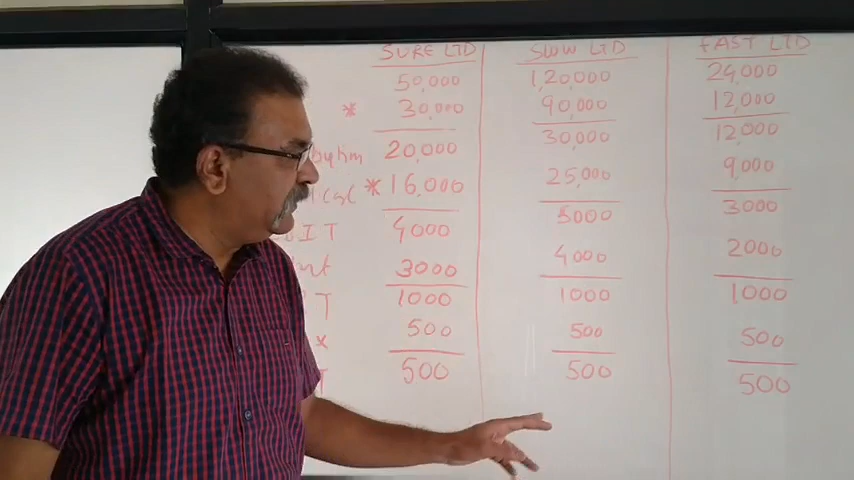 SURE LTD SLOW LTD FAST LTD
50,000 1,20,000 24,000
* 30,000 90,000 12,000
20,000 30,000 12,000
* 16,000 25,000 9,000
4000 5000 3000
3000 4000 2000
1000 1000 1000
500 500 500
500 500 500